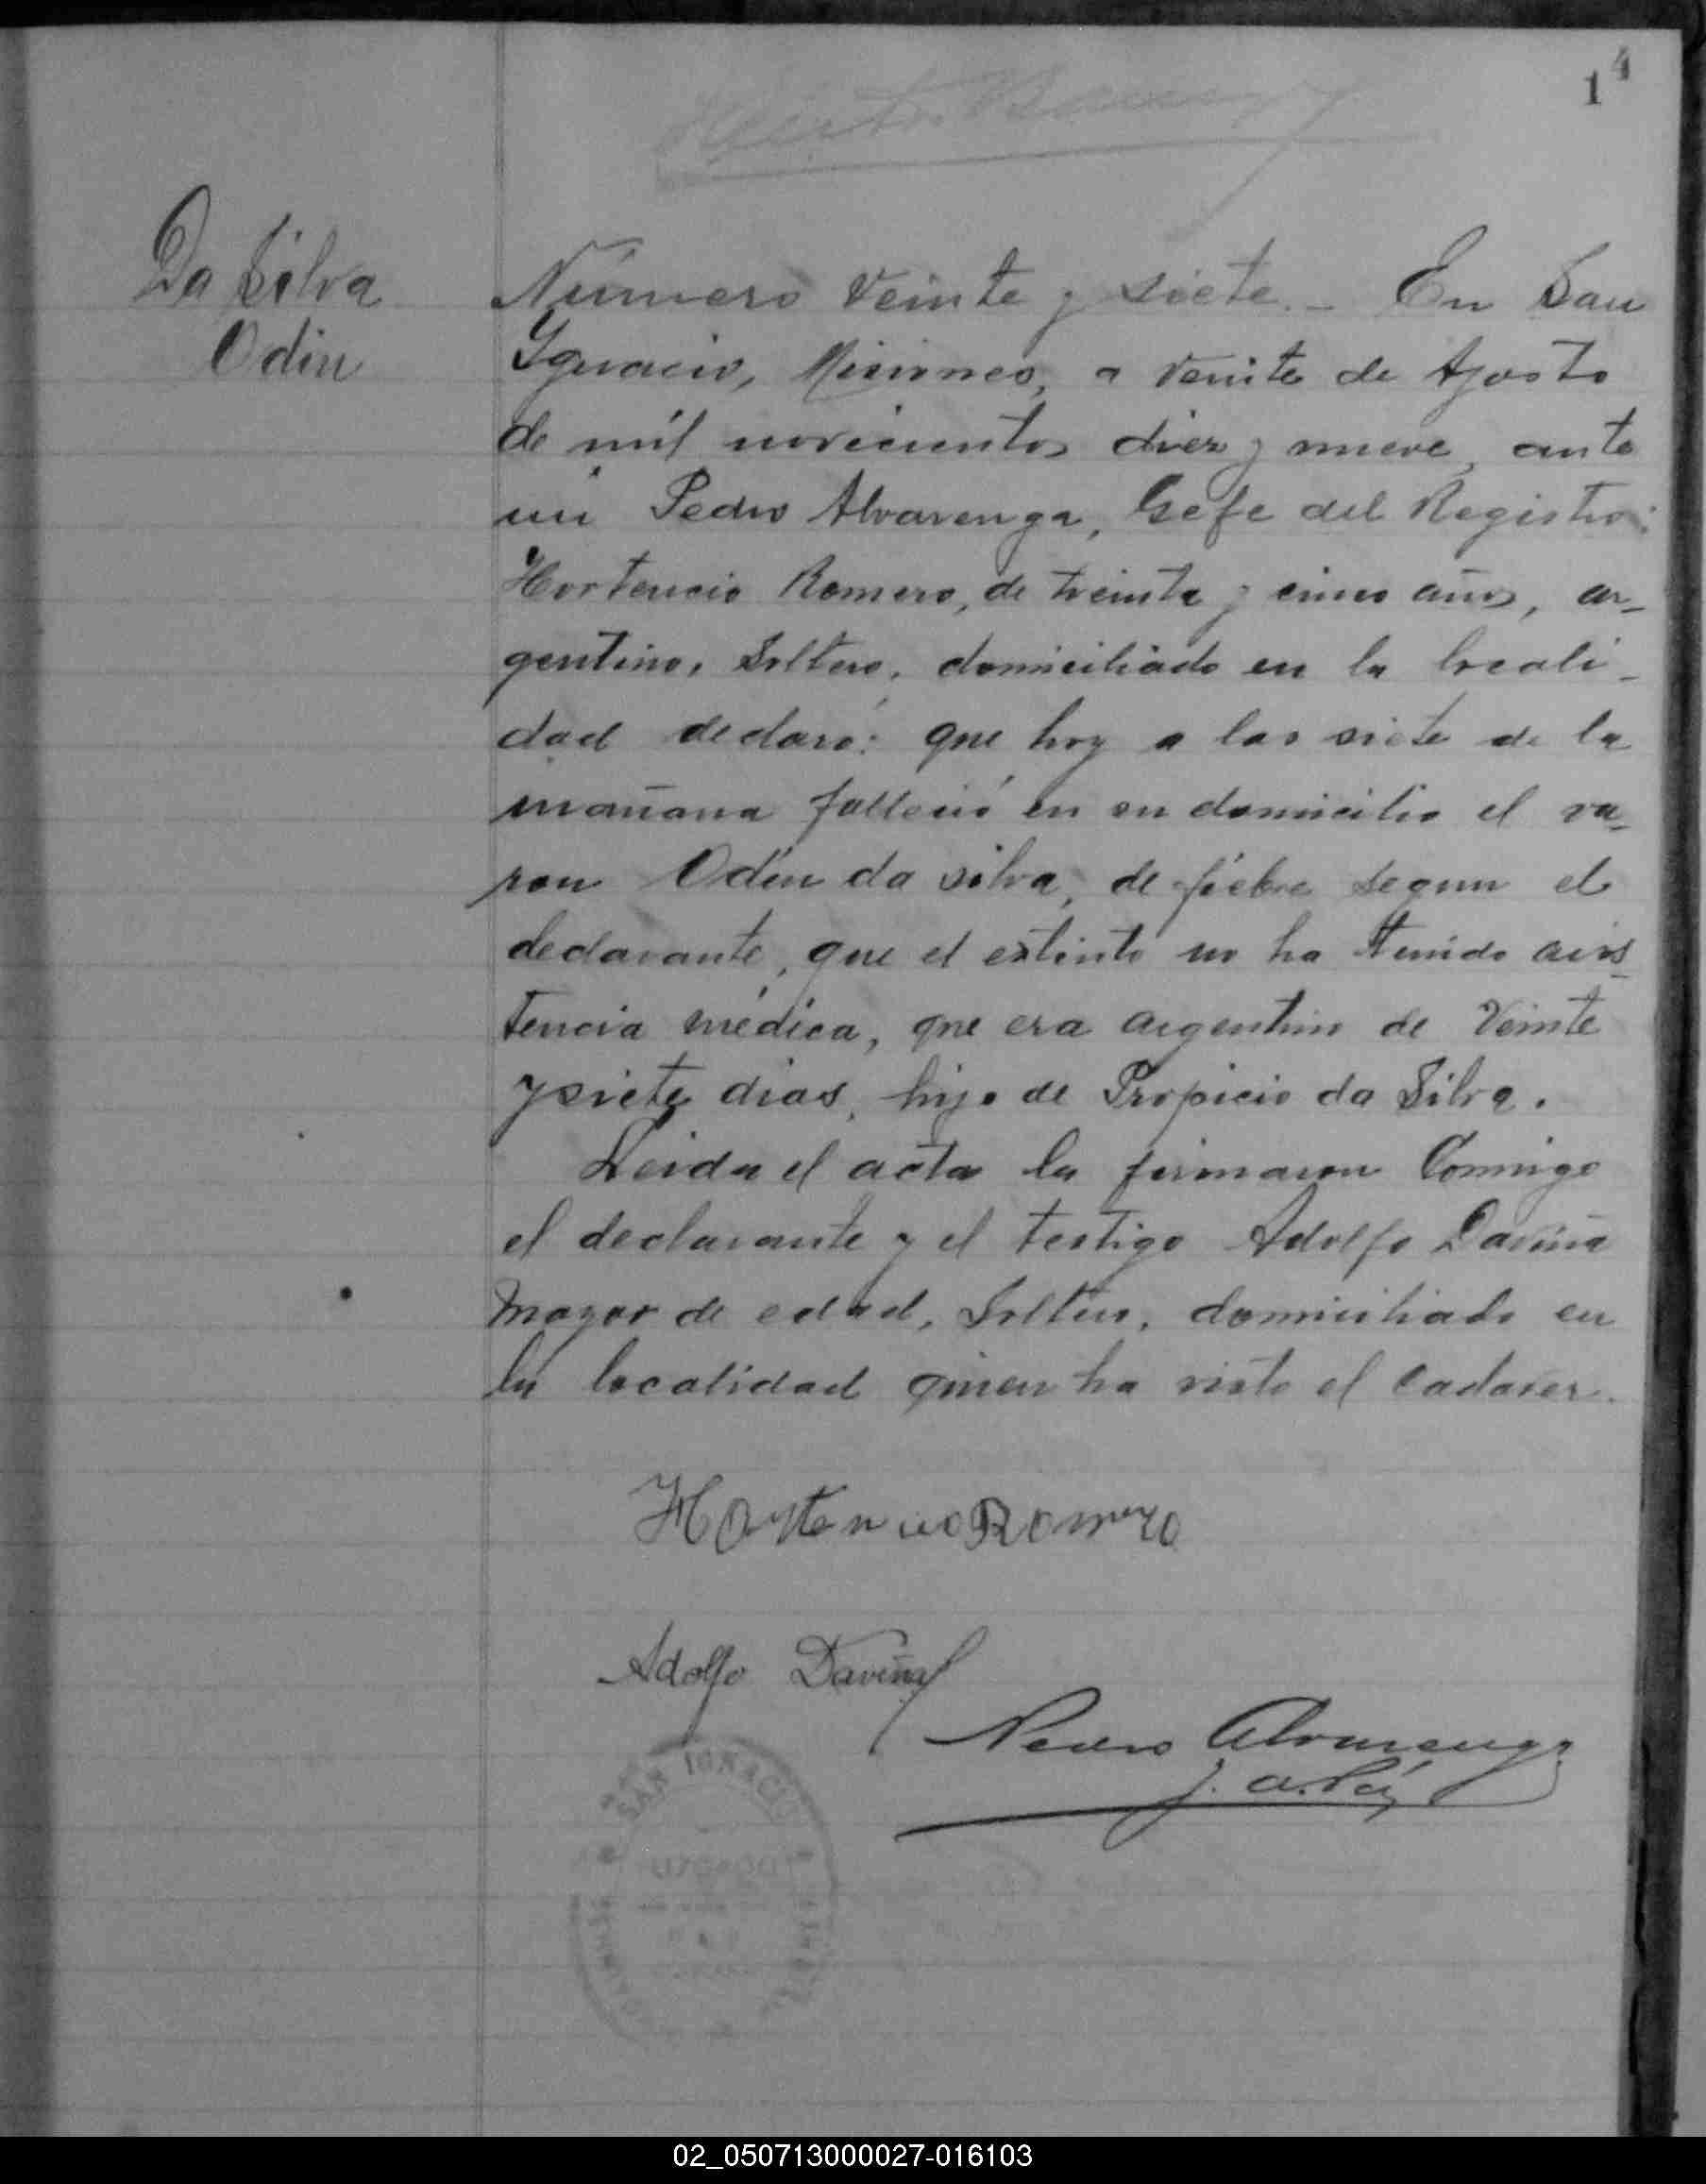 14
Da Silva
Odin
Número veinte y siete. - En San
Ygnacio, Misiones, a veinte de Agosto
de mil novecientos diez y nueve, ante
mi Pedro Alvarenga, Gefe del Registro:
Hortencio Romero, de treinta y cinco años, ar-
gentino, Soltero, domiciliado en la locali-
dad declaró: que hoy a las siete de la
mañana falleció en su domicilio el va-
ron Odin da silva, de fiebre segun el
declarante, que el extinto no ha tenido asis-
tencia médica, que era argentino de veinte
y siete dias, hijo de Propicio da Silva.
Leida el acta la firmaron Conmigo
el declarante y el testigo Adolfo Daviña
mayor de edad, Soltero, domiciliado en
la localidad quien ha visto el cadaver.
Hortencio Romero
Adolfo Daviña
Pedro Alvarenga
SAN IGNACIO
02_050713000027-016103